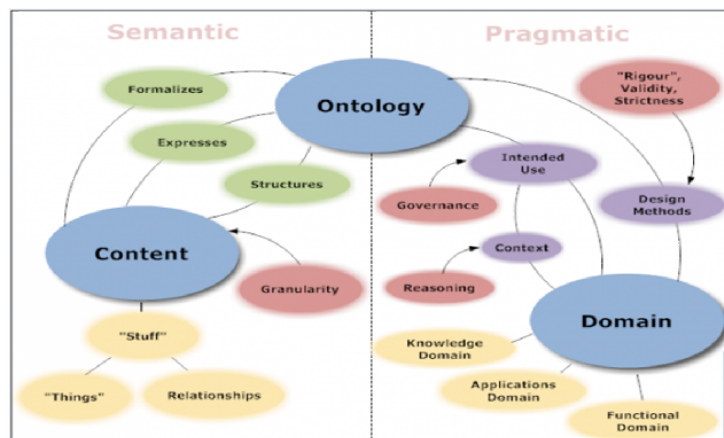 Semantic
Pragmatic
Formalizes
Ontology
"Rigour",
Validity,
Strictness
Expresses
Intended
Use
Structures
Governance
Design
Methods
Content
Context
Granularity
Reasoning
Domain
"Stuff"
Knowledge
Domain
"Things"
Relationships
Applications
Domain
Functional
Domain